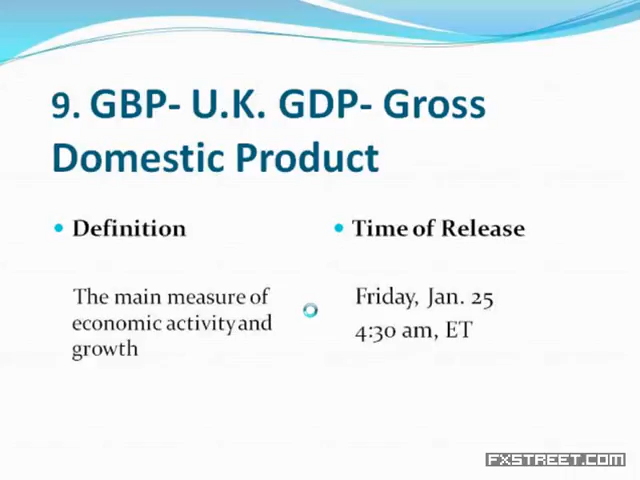 9. GBP- U.K. GDP- Gross
Domestic Product
• Definition
• Time of Release
The main measure of
economic activity and
growth
Friday, Jan. 25
4:30 am, ET
FXSTREET.COM